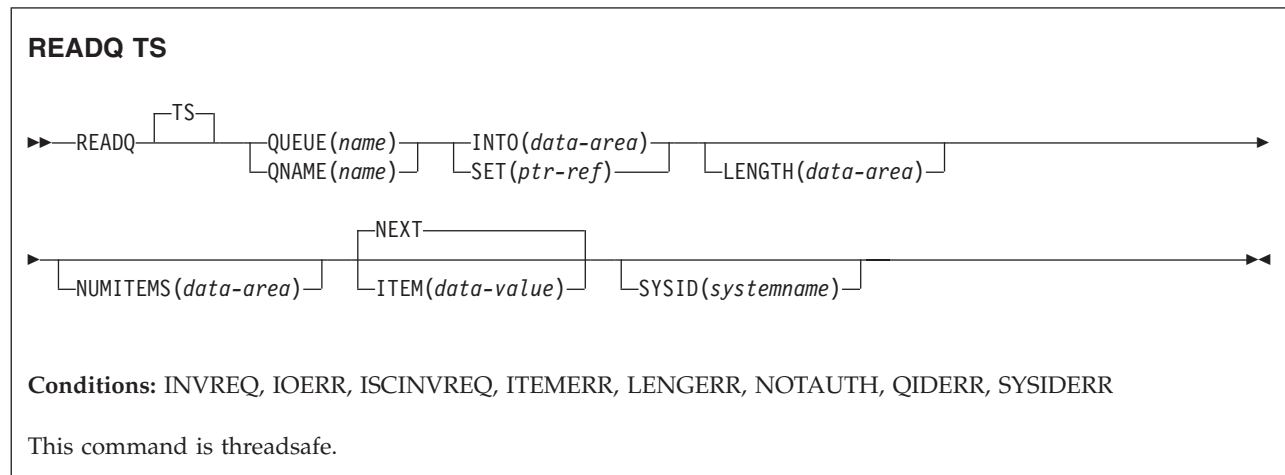 READQ TS
TS
READQ QUEUE(name) INTO(data-area)
QNAME(name) SET(ptr-ref) LENGTH(data-area)
NEXT
NUMITEMS(data-area) ITEM(data-value) SYSID(systemname)
Conditions: INVREQ, IOERR, ISCINVREQ, ITEMERR, LENGERR, NOTAUTH, QIDERR, SYSIDERR
This command is threadsafe.